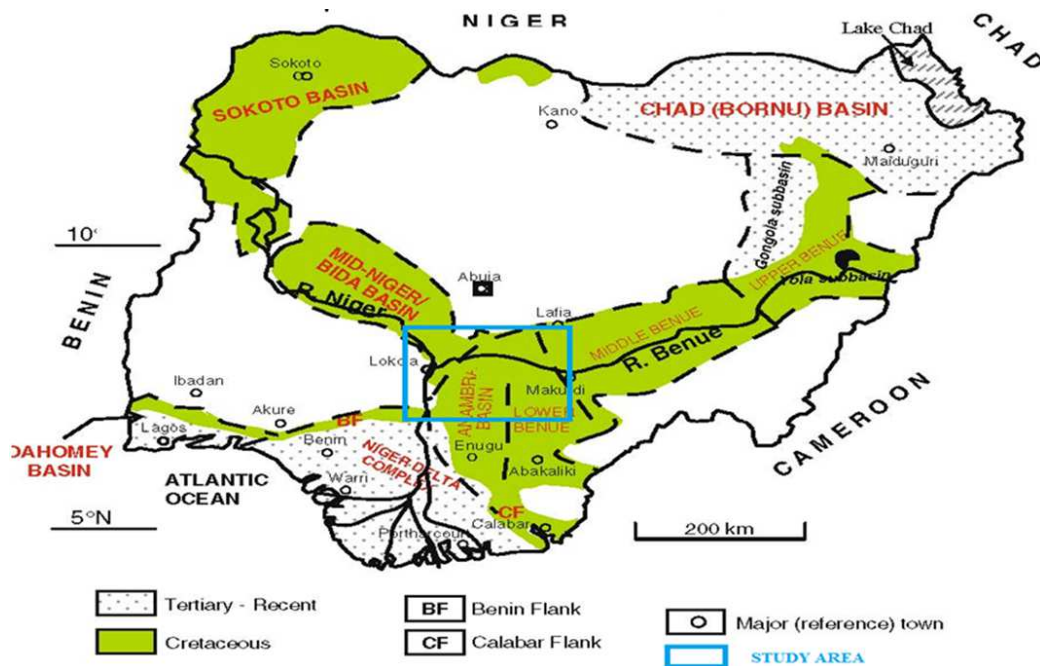 NIGER
CHAD
Lake Chad
Sokoto
SOKOTO BASIN
Kano
CHAD (BORNU) BASIN
Maiduguri
Gongola subbasin
10°
MID-NIGER/
BIDA BASIN
R. Niger
Abuja
UPPER BENUE
Yola subbasin
BENIN
Lafia
MIDDLE BENUE
R. Benue
Lokoja
Makurdi
ANAMBRA
BASIN
LOWER
BENUE
Ibadan
Akure
BF
Lagos
Benin
Enugu
Abakaliki
CAMEROON
DAHOMEY
BASIN
ATLANTIC
OCEAN
Warri
NIGER DELTA
COMPLEX
5°N
Portharcourt
CF
Calabar
200 km
Tertiary - Recent
BF
Benin Flank
Major (reference) town
Cretaceous
CF
Calabar Flank
STUDY AREA